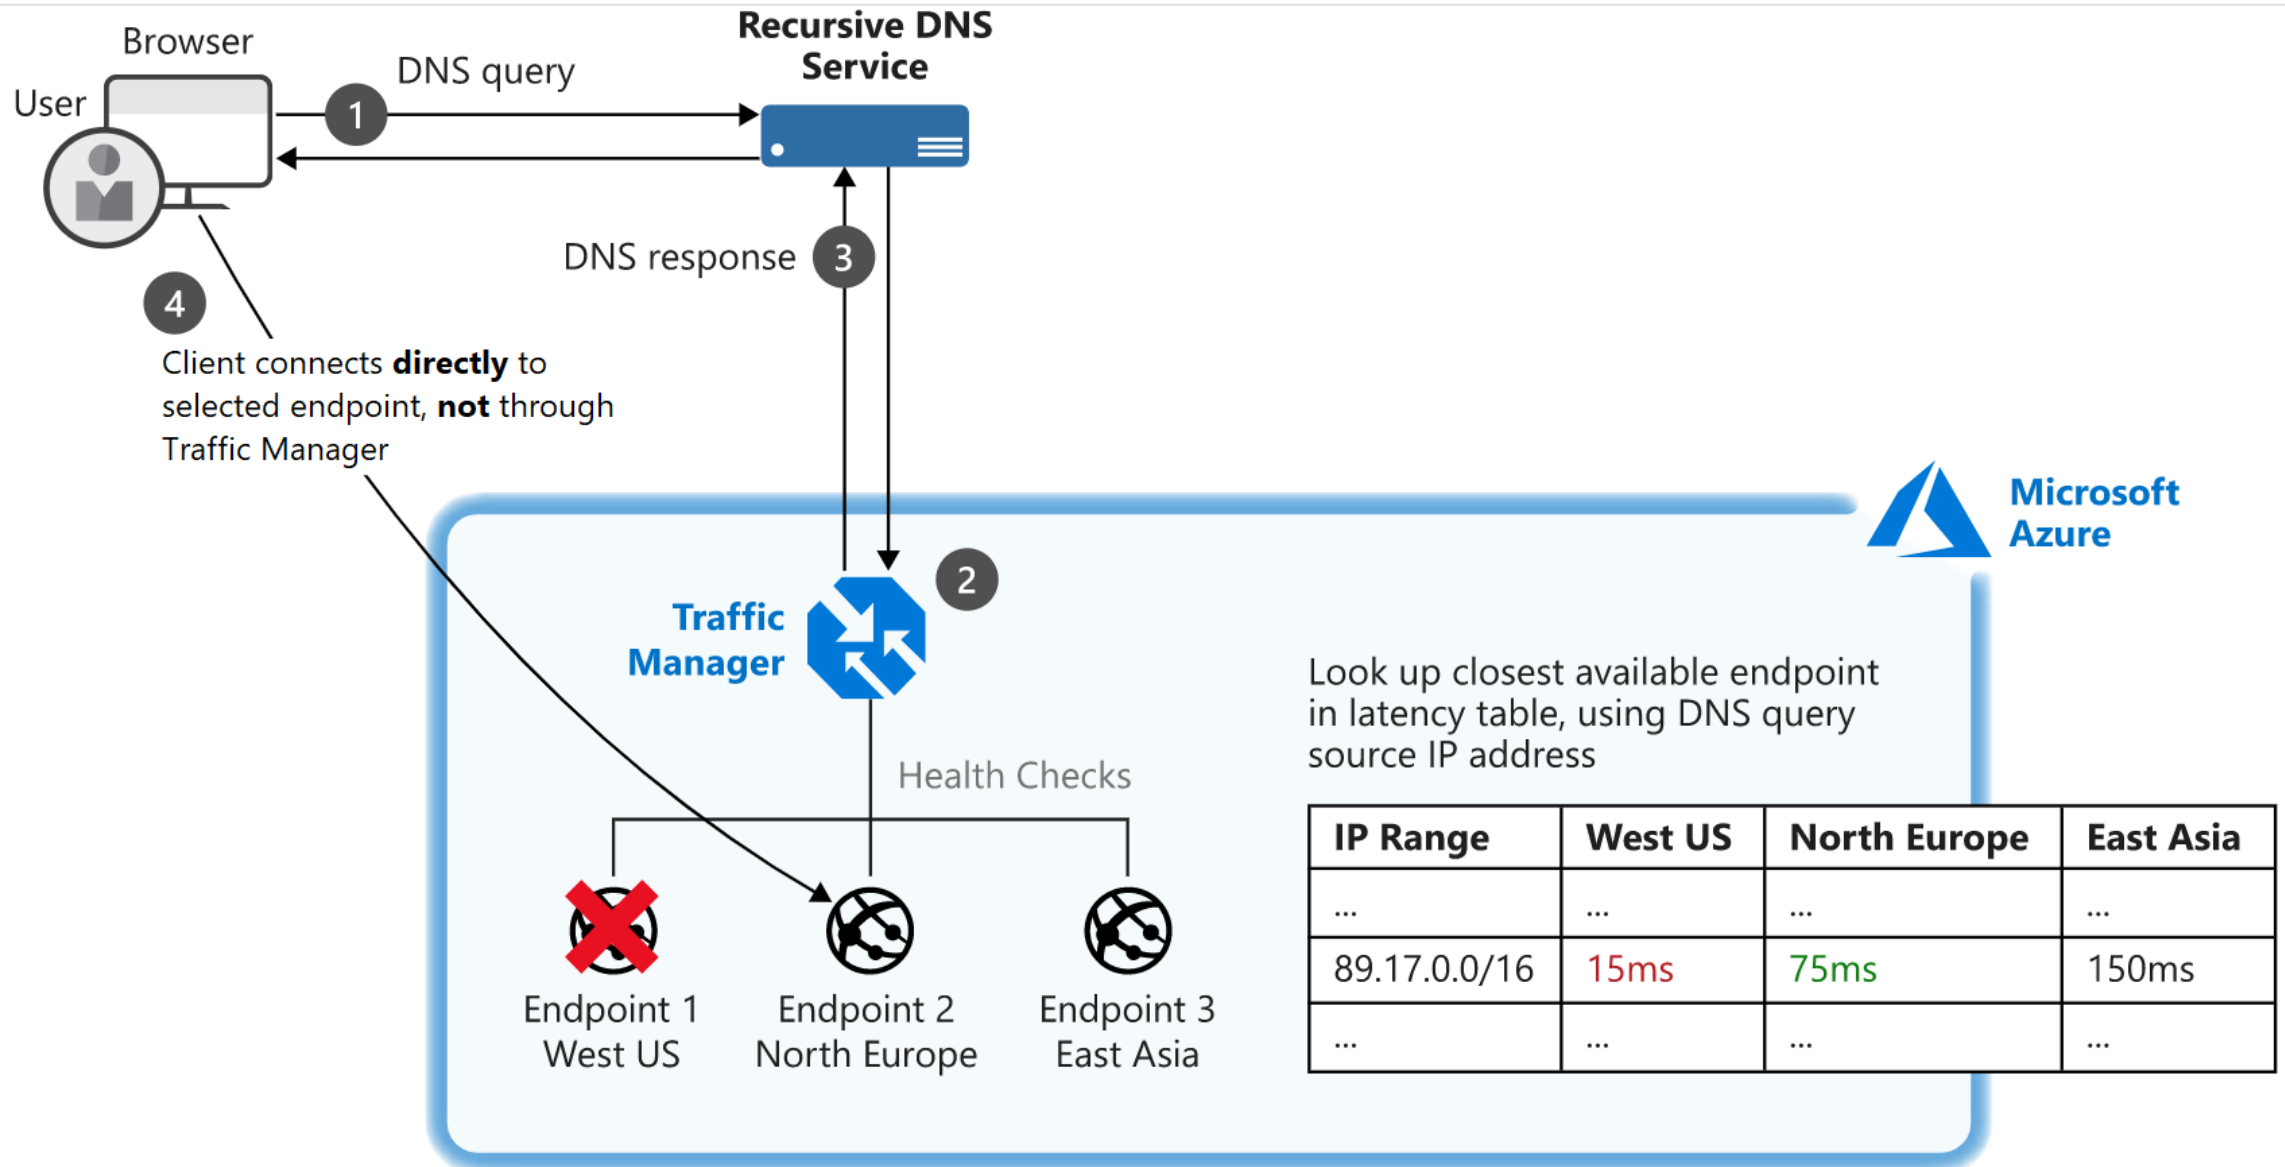 Recursive DNS
Service
Browser
User
DNS query
1
DNS response
3
4
Client connects directly to
selected endpoint, not through
Traffic Manager
Microsoft
Azure
2
Traffic
Manager
Look up closest available endpoint
in latency table, using DNS query
source IP address
Health Checks
IP Range West US North Europe East Asia
... ... ... ...
89.17.0.0/16 15ms 75ms 150ms
... ... ... ...
Endpoint 1
West US
Endpoint 2
North Europe
Endpoint 3
East Asia